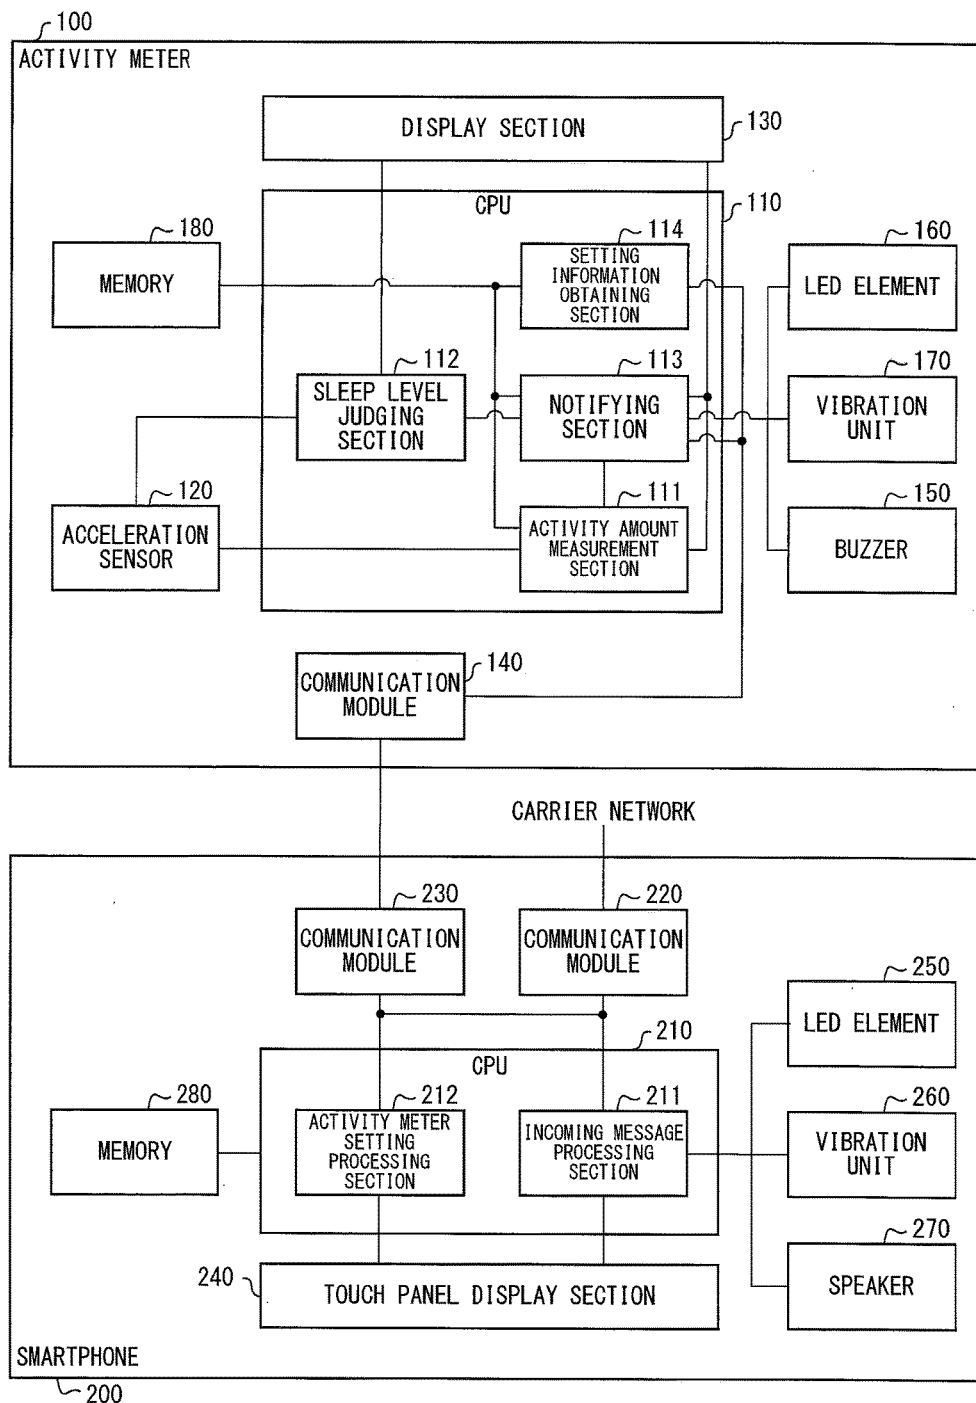 100
ACTIVITY METER
DISPLAY SECTION
130
CPU
110
180
MEMORY
114
SETTING
INFORMATION
OBTAINING
SECTION
160
LED ELEMENT
112
SLEEP LEVEL
JUDGING
SECTION
113
NOTIFYING
SECTION
170
VIBRATION
UNIT
120
ACCELERATION
SENSOR
111
ACTIVITY AMOUNT
MEASUREMENT
SECTION
150
BUZZER
140
COMMUNICATION
MODULE
CARRIER NETWORK
230
COMMUNICATION
MODULE
220
COMMUNICATION
MODULE
250
LED ELEMENT
210
CPU
280
MEMORY
212
ACTIVITY METER
SETTING
PROCESSING
SECTION
211
INCOMING MESSAGE
PROCESSING
SECTION
260
VIBRATION
UNIT
240
TOUCH PANEL DISPLAY SECTION
270
SPEAKER
SMARTPHONE
200